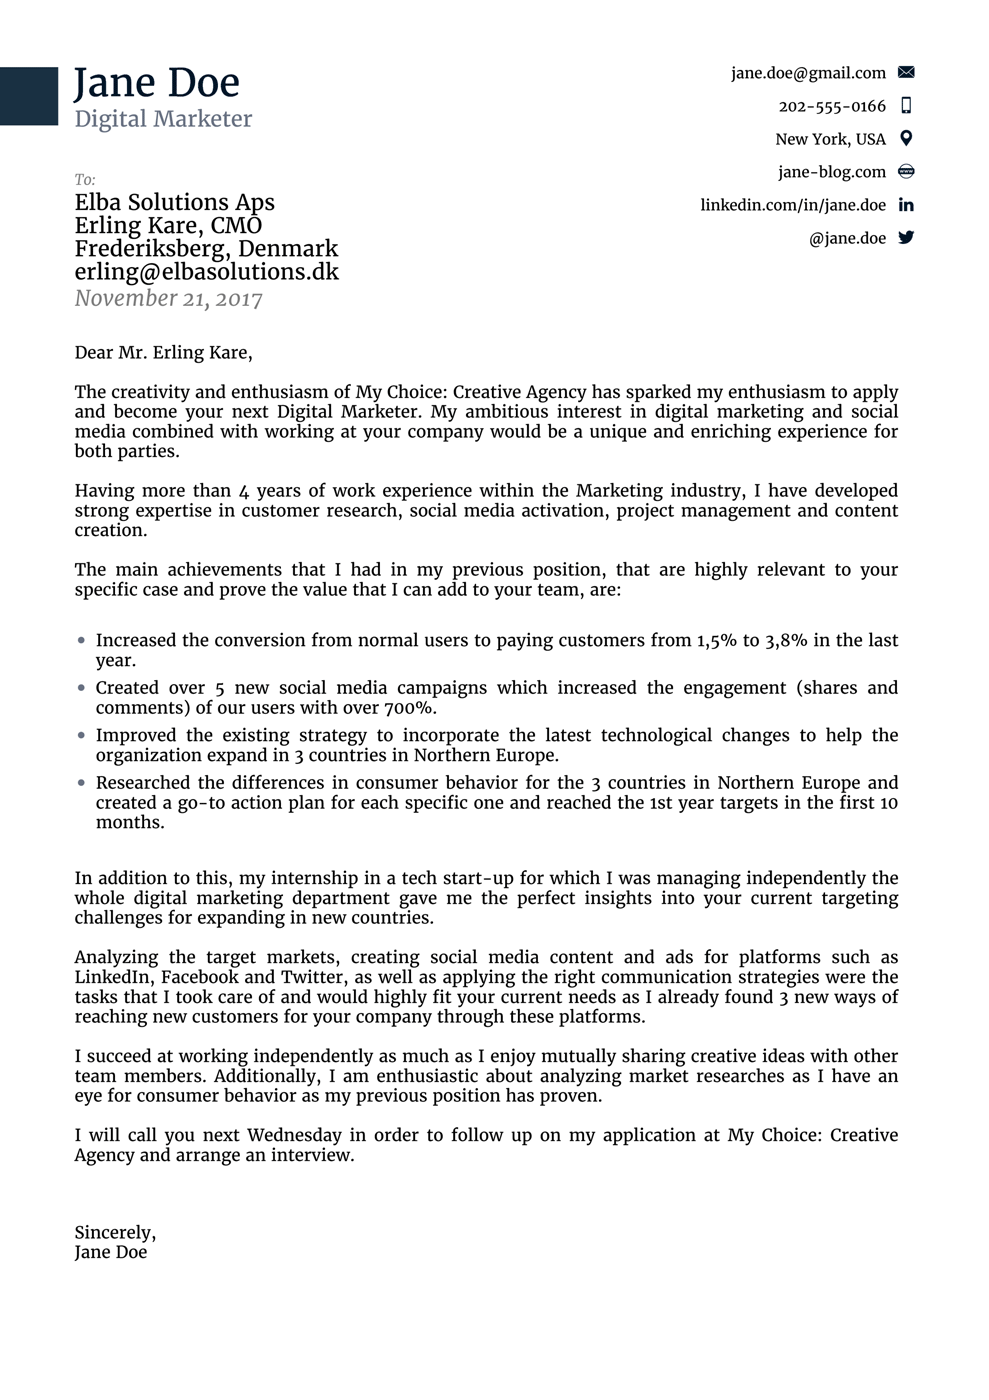 Jane Doe
Digital Marketer
jane.doe@gmail.com
202-555-0166
New York, USA
jane-blog.com
linkedin.com/in/jane.doe
@jane.doe
To:
Elba Solutions Aps
Erling Kare, CMO
Frederiksberg, Denmark
erling@elbasolutions.dk
November 21, 2017
Dear Mr. Erling Kare,
The creativity and enthusiasm of My Choice: Creative Agency has sparked my enthusiasm to apply
and become your next Digital Marketer. My ambitious interest in digital marketing and social
media combined with working at your company would be a unique and enriching experience for
both parties.
Having more than 4 years of work experience within the Marketing industry, I have developed
strong expertise in customer research, social media activation, project management and content
creation.
The main achievements that I had in my previous position, that are highly relevant to your
specific case and prove the value that I can add to your team, are:
• Increased the conversion from normal users to paying customers from 1,5% to 3,8% in the last
year.
• Created over 5 new social media campaigns which increased the engagement (shares and
comments) of our users with over 700%.
• Improved the existing strategy to incorporate the latest technological changes to help the
organization expand in 3 countries in Northern Europe.
• Researched the differences in consumer behavior for the 3 countries in Northern Europe and
created a go-to action plan for each specific one and reached the 1st year targets in the first 10
months.
In addition to this, my internship in a tech start-up for which I was managing independently the
whole digital marketing department gave me the perfect insights into your current targeting
challenges for expanding in new countries.
Analyzing the target markets, creating social media content and ads for platforms such as
LinkedIn, Facebook and Twitter, as well as applying the right communication strategies were the
tasks that I took care of and would highly fit your current needs as I already found 3 new ways of
reaching new customers for your company through these platforms.
I succeed at working independently as much as I enjoy mutually sharing creative ideas with other
team members. Additionally, I am enthusiastic about analyzing market researches as I have an
eye for consumer behavior as my previous position has proven.
I will call you next Wednesday in order to follow up on my application at My Choice: Creative
Agency and arrange an interview.
Sincerely,
Jane Doe